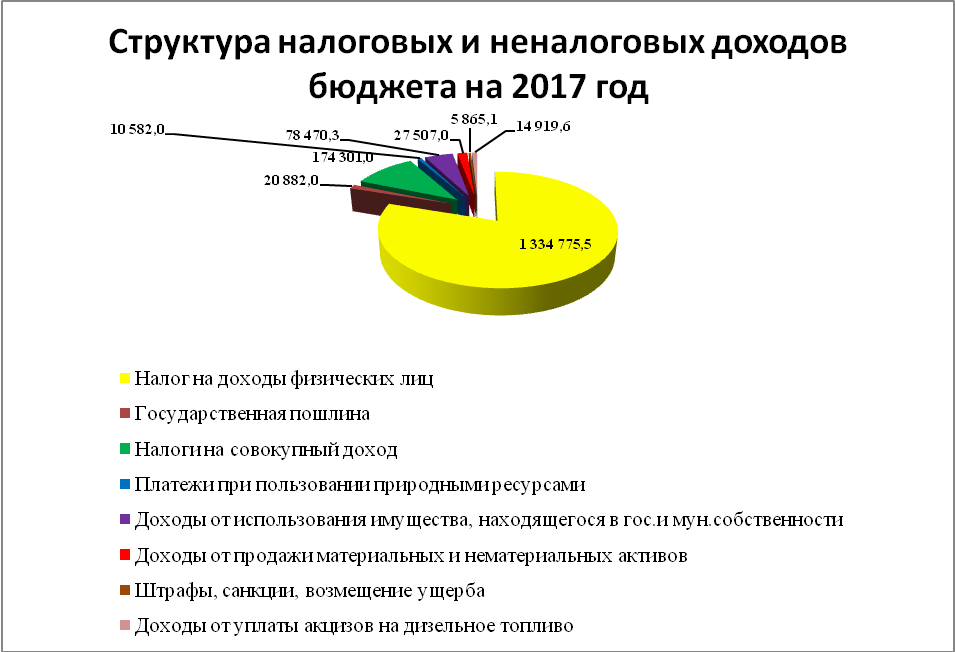 Структура налоговых и неналоговых доходов
бюджета на 2017 год
5 865,1
10 582,0
78 470,3
27 507,0
14 919,6
174 301,0
20 882,0
1 334 775,5
Налог на доходы физических лиц
Государственная пошлина
Налоги на совокупный доход
Платежи при пользовании природными ресурсами
Доходы от использования имущества, находящегося в гос.и мун.собственности
Доходы от продажи материальных и нематериальных активов
Штрафы, санкции, возмещение ущерба
Доходы от уплаты акцизов на дизельное топливо